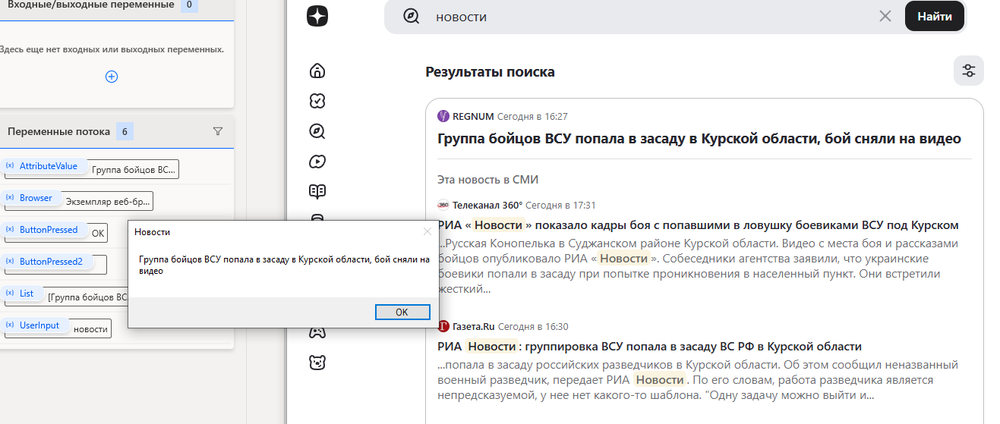 Входные/выходные переменные 0
Здесь еще нет входных или выходных переменных.
Переменные потока 6
AttributeValue Группа бойцов ВС...
Browser Экземпляр веб-бр...
ButtonPressed OK
ButtonPressed2
List [Группа бойцов ВС
UserInput новости
Новости
Группа бойцов ВСУ попала в засаду в Курской области, бой сняли на
видео
OK
новости
Найти
Результаты поиска
REGNUM Сегодня в 16:27
Группа бойцов ВСУ попала в засаду в Курской области, бой сняли на видео
Эта новость в СМИ
360° Телеканал 360° Сегодня в 17:31
РИА « Новости » показало кадры боя с попавшими в ловушку боевиками ВСУ под Курском
...Русская Конопелька в Суджанском районе Курской области. Видео с места боя и рассказами
бойцов опубликовало РИА « Новости ». Собеседники агентства заявили, что украинские
боевики попали в засаду при попытке проникновения в населенный пункт. Они встретили
жесткий...
Г Газета.Ru Сегодня в 16:30
РИА Новости : группировка ВСУ попала в засаду ВС РФ в Курской области
...попала в засаду российских разведчиков в Курской области. Об этом сообщил неназванный
военный разведчик, передает РИА Новости . По его словам, работа разведчика является
непредсказуемой, у нее нет какого-то шаблона. "Одну задачу можно выйти и...